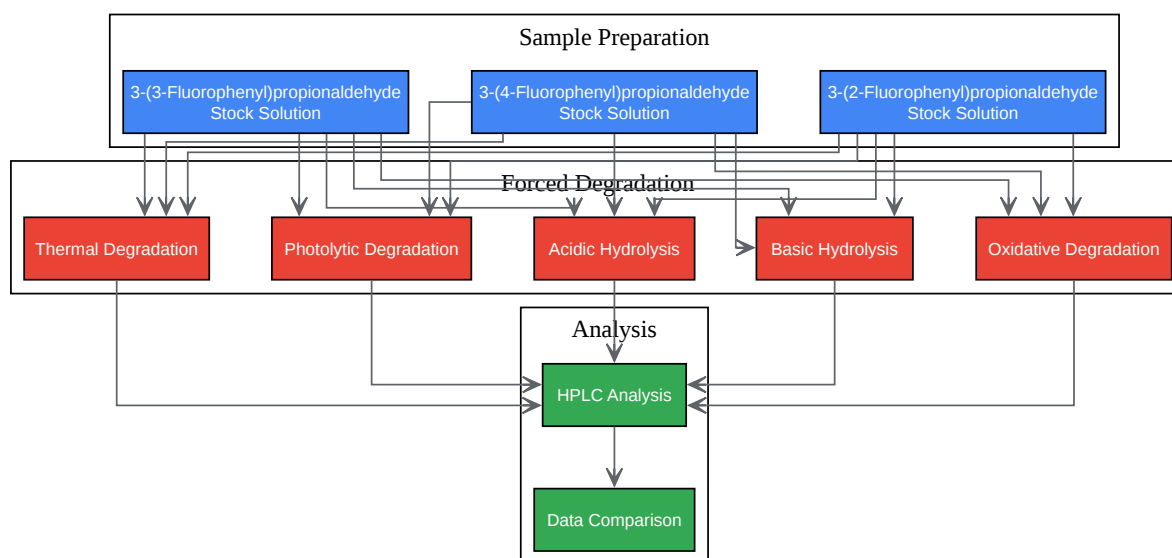 Sample Preparation
3-(3-Fluorophenyl)propionaldehyde
Stock Solution
3-(4-Fluorophenyl)propionaldehyde
Stock Solution
3-(2-Fluorophenyl)propionaldehyde
Stock Solution
Forced Degradation
Thermal Degradation
Photolytic Degradation
Acidic Hydrolysis
Basic Hydrolysis
Oxidative Degradation
Analysis
HPLC Analysis
Data Comparison